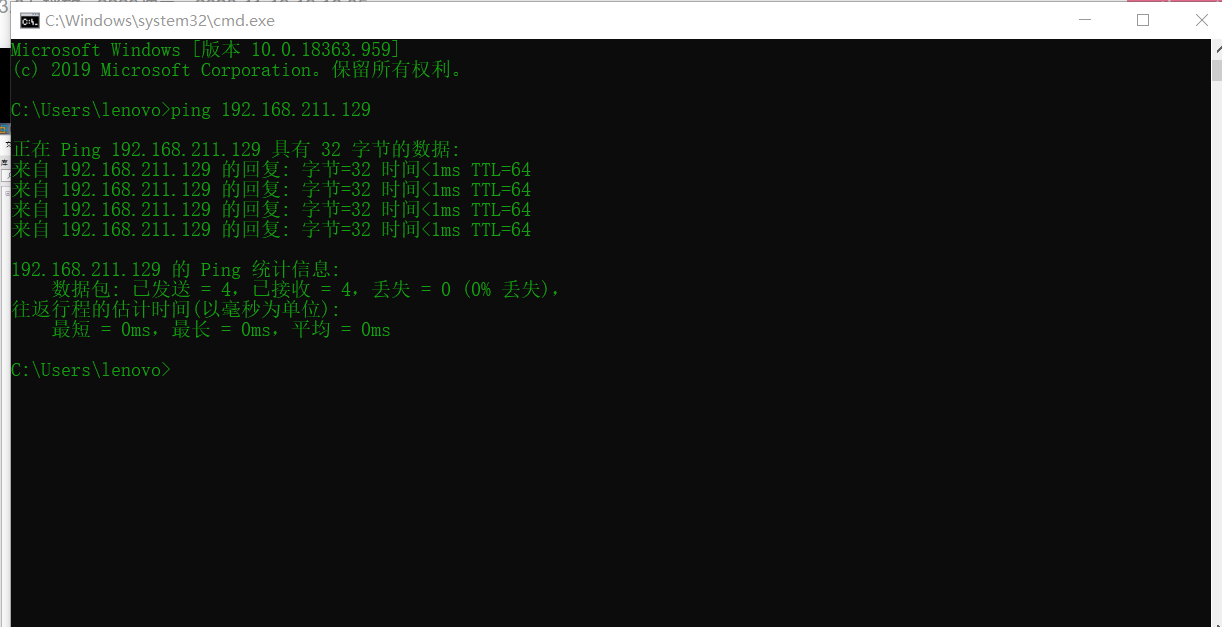 C:\Windows\system32\cmd.exe
Microsoft Windows [版本 10.0.18363.959]
(c) 2019 Microsoft Corporation。保留所有权利。
C:\Users\lenovo>ping 192.168.211.129
正在 Ping 192.168.211.129 具有 32 字节的数据:
来自 192.168.211.129 的回复: 字节=32 时间<1ms TTL=64
来自 192.168.211.129 的回复: 字节=32 时间<1ms TTL=64
来自 192.168.211.129 的回复: 字节=32 时间<1ms TTL=64
来自 192.168.211.129 的回复: 字节=32 时间<1ms TTL=64
192.168.211.129 的 Ping 统计信息:
数据包: 已发送 = 4，已接收 = 4，丢失 = 0 (0% 丢失)，
往返行程的估计时间(以毫秒为单位):
最短 = 0ms，最长 = 0ms，平均 = 0ms
C:\Users\lenovo>